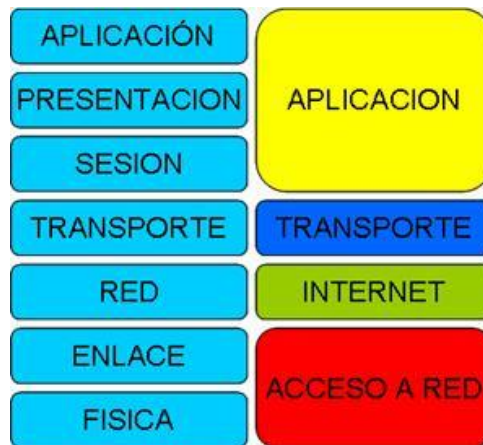 APLICACIÓN
PRESENTACION
SESION
TRANSPORTE
RED
ENLACE
FISICA
APLICACION
TRANSPORTE
INTERNET
ACCESO A RED